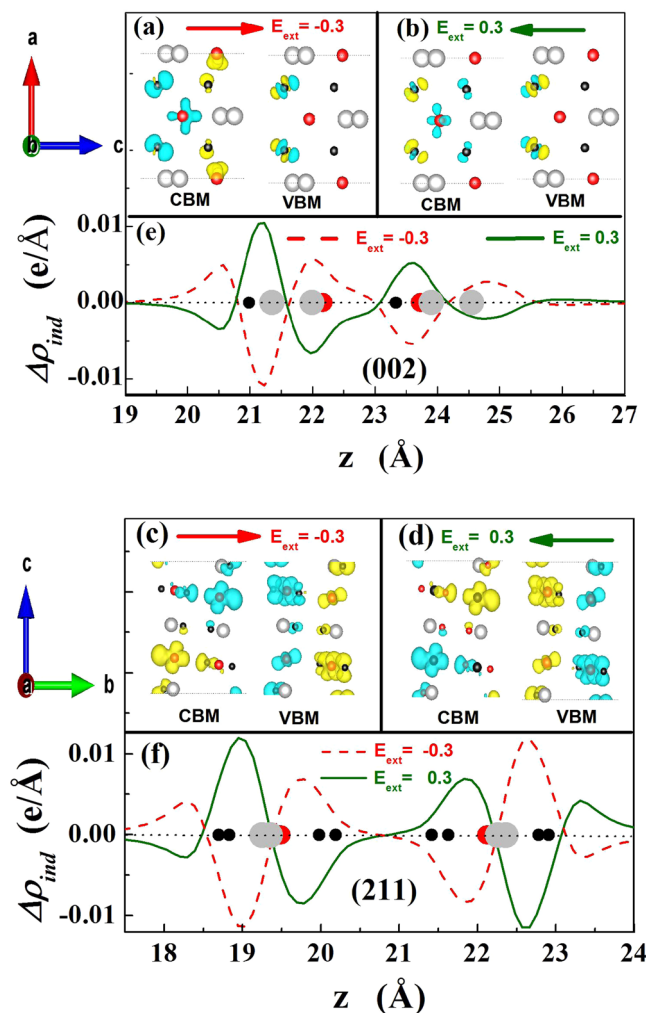 (a) E_ext = -0.3
(b) E_ext = 0.3
a
b
c
CBM VBM
CBM VBM
(e) E_ext = -0.3 E_ext = 0.3
Δρ_ind (e/Å)
0.01
0.00
-0.01
(002)
19 20 21 22 23 24 25 26 27
z (Å)
(c) E_ext = -0.3
(d) E_ext = 0.3
c
a
b
CBM VBM
CBM VBM
(f) E_ext = -0.3
E_ext = 0.3
Δρ_ind (e/Å)
0.01
0.00
-0.01
(211)
18 19 20 21 22 23 24
z (Å)